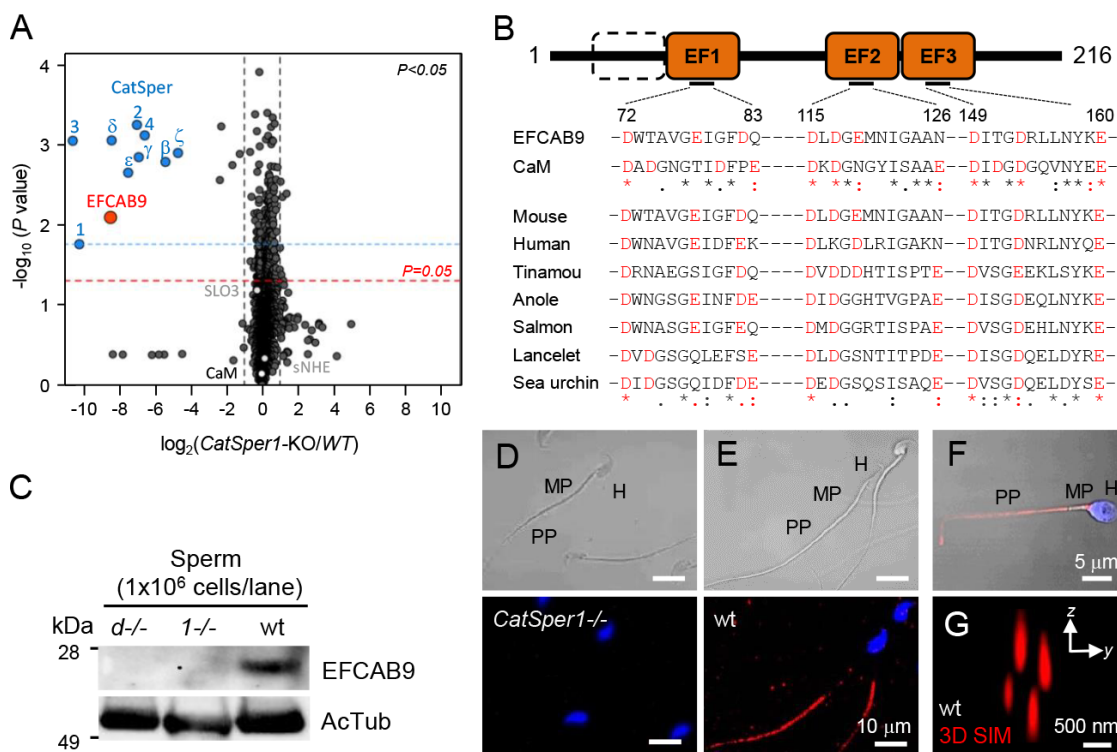 A
4
3
2
1
0
-log10 (P value)
P<0.05
CatSper
3
δ
2
4
ζ
ε
γ
β
EFCAB9
1
P=0.05
SLO3
CaM
sNHE
-10 -8 -6 -4 -2 0 2 4 6 8 10
log2(CatSper1-KO/WT)
B
1 EF1 EF2 EF3 216
72 83 115 126 149 160
EFCAB9 DWTAVGEIGFDQ----DLDGEMNIGAAN--DITGDRLLNYKE-
CaM DADGNGTIDFPE----DKDGNGYISAAE--DIDGDGQVNYEE-
* . * * : * * * : * . * : * * * : : * : *
Mouse DWTAVGEIGFDQ----DLDGEMNIGAAN--DITGDRLLNYKE-
Human DWNAVGEIDFEK----DLKGDLRIGAKN--DITGDNRLNYQE-
Tinamou DRNAEGSIGFDE----DVDDDHTISPTE--DVSGEEKLSYKE-
Anole DWNGSGEINFDE----DIDGGHTVGPAE--DISGDEQLNYKE-
Salmon DWNASGEIGFEQ----DMDGGRTISPAE--DVSGDEHLNYKE-
Lancelet DVDGSGQLEFSE----DLDGSNTITPDE--DISGDQELDYRE-
Sea urchin DIDGSGQIDFDE----DEDGSQSISAQE--DVSGDQELDYSE-
C
Sperm
(1x10⁶ cells/lane)
kDa d-/- 1-/- wt
28
EFCAB9
AcTub
49
D
MP
H
PP
E
H
MP
PP
F
PP
MP
H
5 μm
CatSper1-/-
wt
10 μm
G
z
y
wt
3D SIM
500 nm